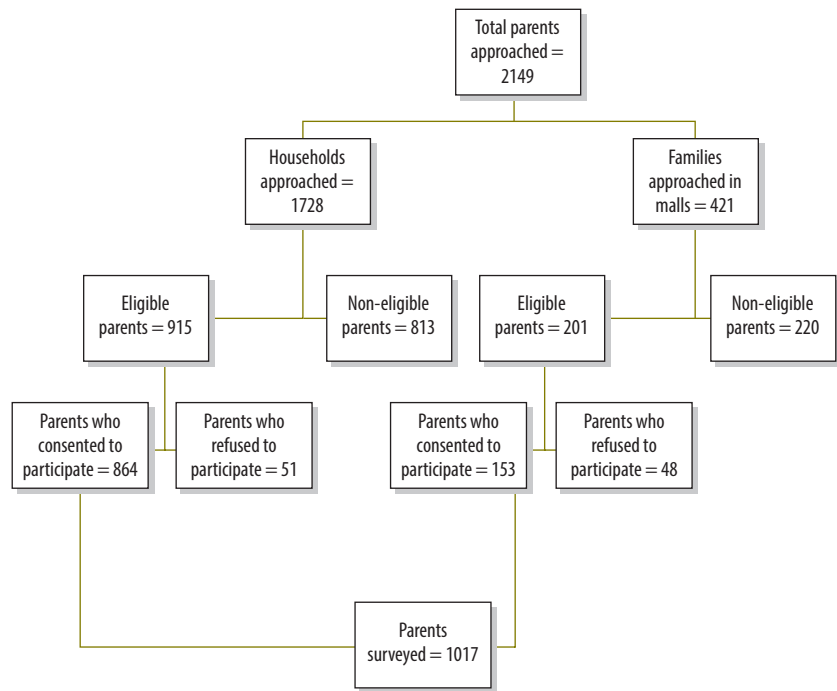 Total parents
approached =
2149
Households
approached =
1728
Families
approached in
malls = 421
Eligible
parents = 915
Non-eligible
parents = 813
Eligible
parents = 201
Non-eligible
parents = 220
Parents who
consented to
participate = 864
Parents who
refused to
participate = 51
Parents who
consented to
participate = 153
Parents who
refused to
participate = 48
Parents
surveyed = 1017